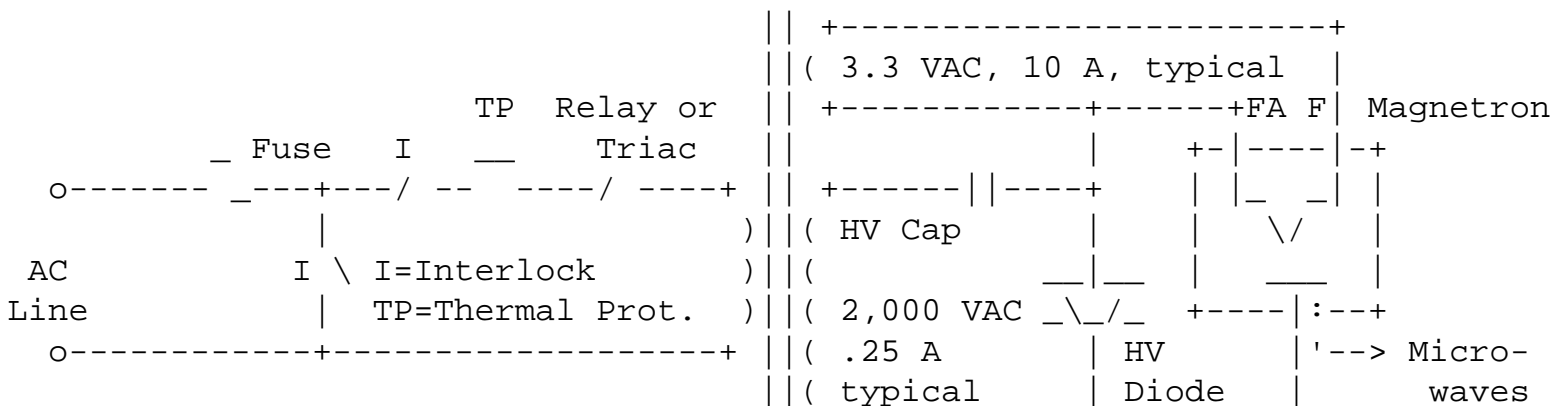 3.3 VAC, 10 A, typical
TP Relay or FA F Magnetron
Fuse I Triac
HV Cap
AC I I=Interlock
Line TP=Thermal Prot. 2,000 VAC
.25 A HV Micro-
typical Diode waves